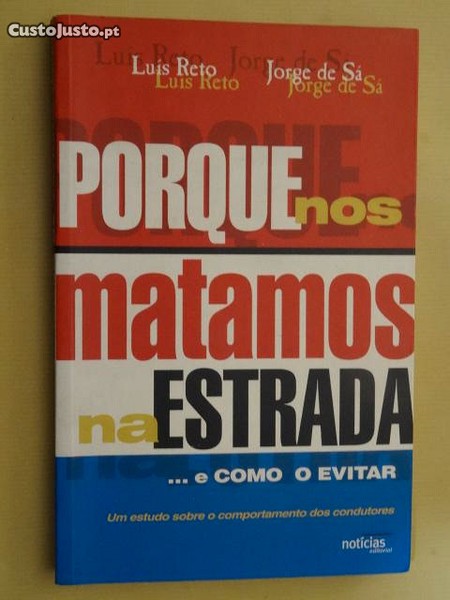 CustoJusto.pt
Luís Reto Jorge de Sá
PORQUE nos
matamos
na ESTRADA
... e COMO O EVITAR
Um estudo sobre o comportamento dos condutores
notícias
editorial